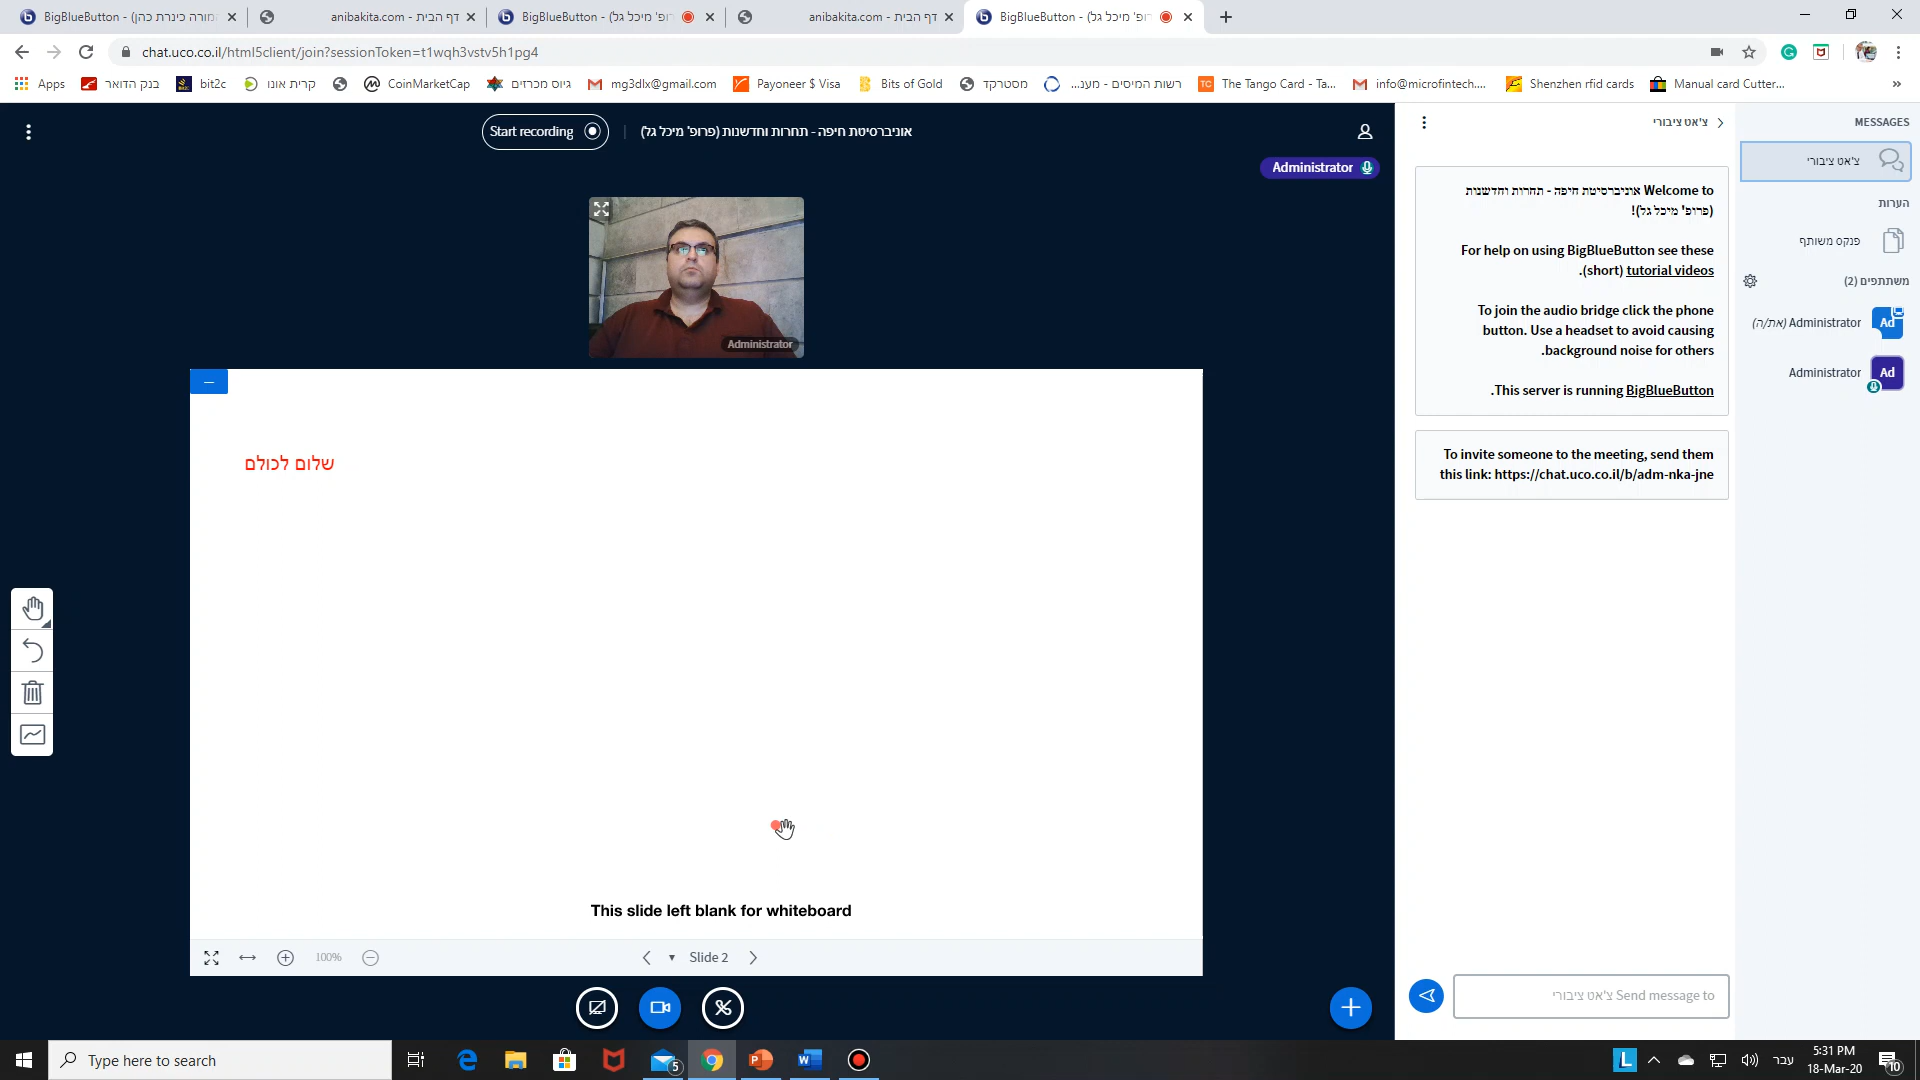 BigBlueButton - (המורה כינרת כהן
anibakita.com - דף הבית
BigBlueButton - (פרופ' מיכל גל
anibakita.com - דף הבית
BigBlueButton - (פרופ' מיכל גל
chat.uco.co.il/html5client/join?sessionToken=t1wqh3vstv5h1pg4
Apps
בנק הדואר
bit2c
קרית אונו
CoinMarketCap
גיוס מכרזים
mg3dlx@gmail.com
Payoneer $ Visa
Bits of Gold
מסטרקד
רשות המיסים - מענ...
The Tango Card - Ta...
info@microfintech....
Shenzhen rfid cards
Manual card Cutter...
Start recording
אוניברסיטת חיפה - תחרות וחדשנות (פרופ' מיכל גל)
Administrator
Administrator
שלום לכולם
This slide left blank for whiteboard
100%
Slide 2
צ'אט ציבורי
Welcome to אוניברסיטת חיפה - תחרות וחדשנות
(פרופ' מיכל גל)!
For help on using BigBlueButton see these
(short) tutorial videos.
To join the audio bridge click the phone
button. Use a headset to avoid causing
background noise for others.
This server is running BigBlueButton.
To invite someone to the meeting, send them
this link: https://chat.uco.co.il/b/adm-nka-jne
Send message to צ'אט ציבורי
MESSAGES
צ'אט ציבורי
הערות
פנקס משותף
משתתפים (2)
Administrator (את/ה)
Ad
Administrator
Ad
Type here to search
5
L
עבר
5:31 PM
18-Mar-20
10